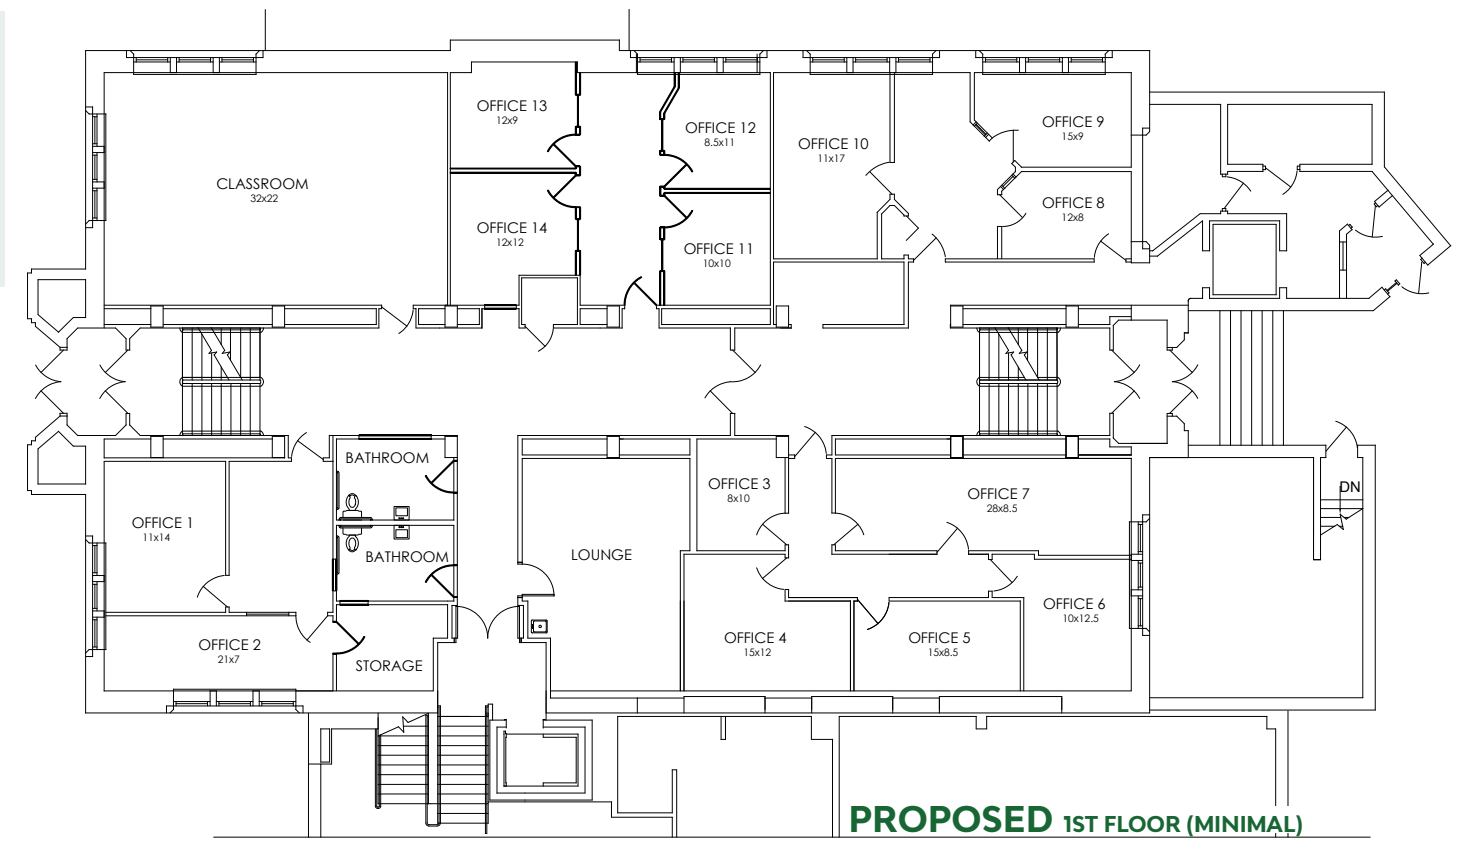 OFFICE 13
12x9
OFFICE 12
8.5x11
OFFICE 9
15x9
OFFICE 10
11x17
CLASSROOM
32x22
OFFICE 8
12x8
OFFICE 14
12x12
OFFICE 11
10x10
BATHROOM
OFFICE 3
8x10
OFFICE 7
28x8.5
DN
OFFICE 1
11x14
BATHROOM
LOUNGE
OFFICE 6
10x12.5
OFFICE 2
21x7
STORAGE
OFFICE 4
15x12
OFFICE 5
15x8.5
PROPOSED 1ST FLOOR (MINIMAL)